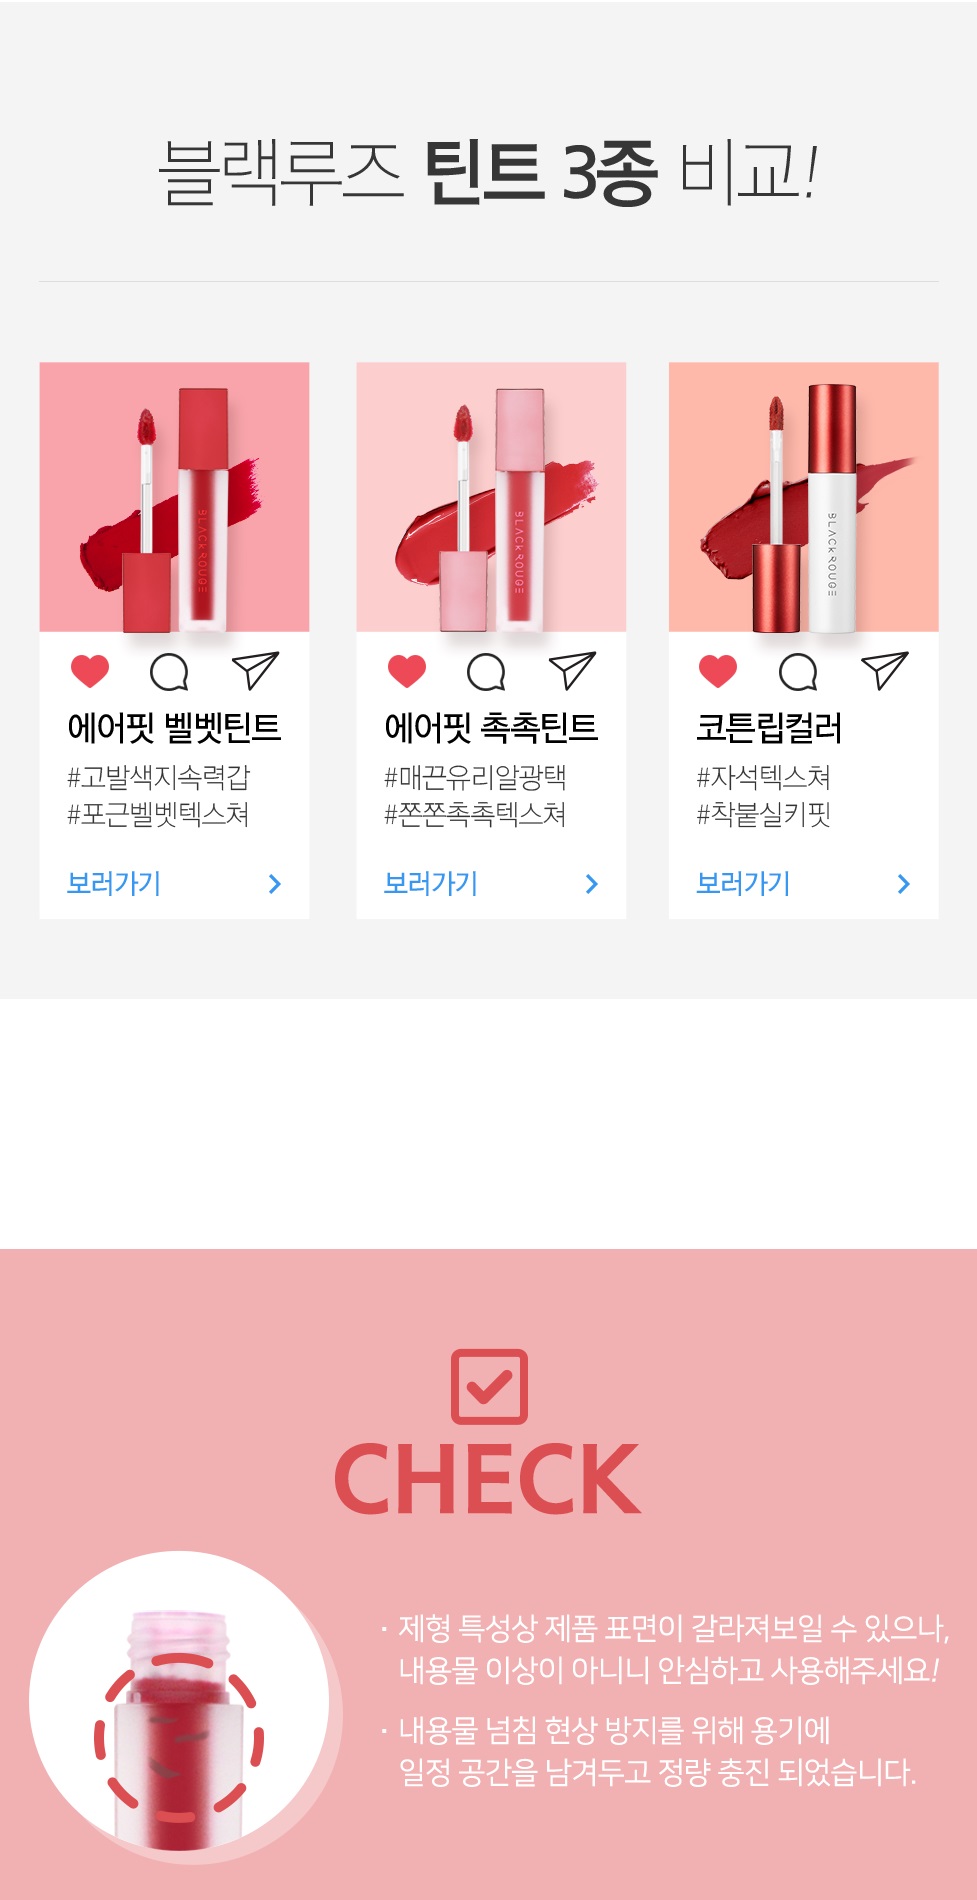 블랙루즈 틴트 3종 비교!
BLACKROUGE
BLACKROUGE
BLACKROUGE
에어핏 벨벳틴트
#고발색지속력갑
#포근벨벳텍스쳐
보러가기
에어핏 촉촉틴트
#매끈유리알광택
#쫀쫀촉촉텍스쳐
보러가기
코튼립컬러
#자석텍스쳐
#착붙실키핏
보러가기
CHECK
· 제형 특성상 제품 표면이 갈라져보일 수 있으나,
내용물 이상이 아니니 안심하고 사용해주세요!
· 내용물 넘침 현상 방지를 위해 용기에
일정 공간을 남겨두고 정량 충진 되었습니다.